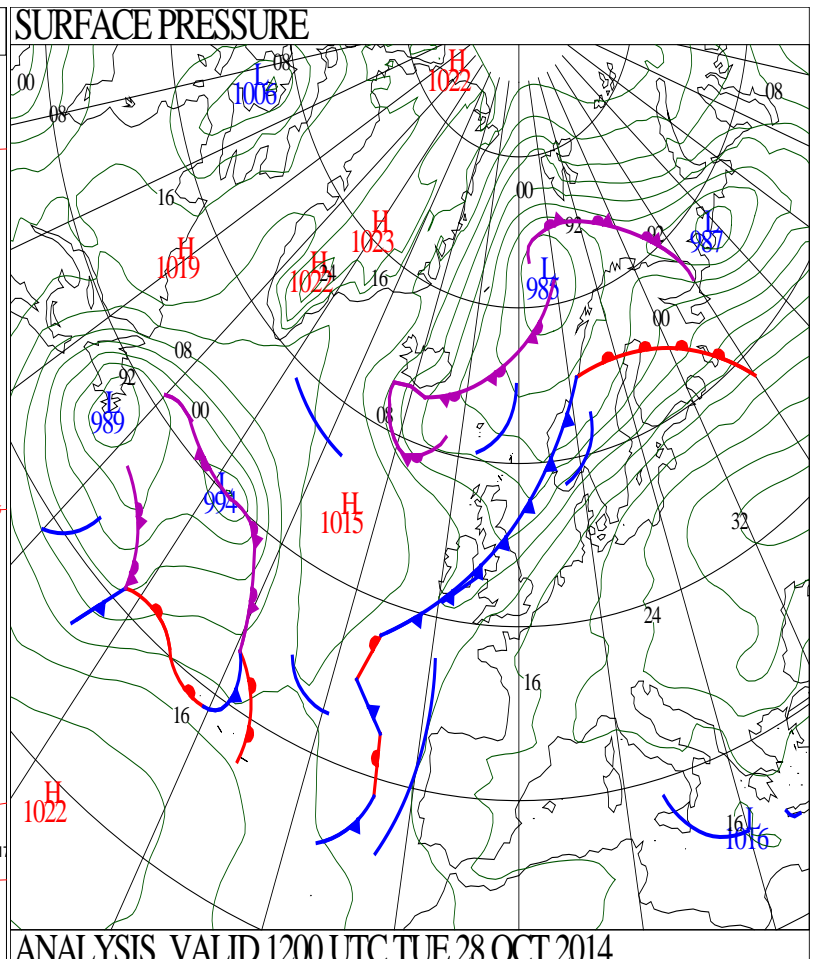 SURFACE PRESSURE
H
1022
L
1006
08
00
08
08
16
00
H
1023
92
92
L
987
H
1019
H
1022
24
16
L
985
00
08
92
00
08
L
989
L
994
H
1015
32
24
16
16
H
1022
L
1016
16
ANALYSIS VALID 1200 UTC TUE 28 OCT 2014